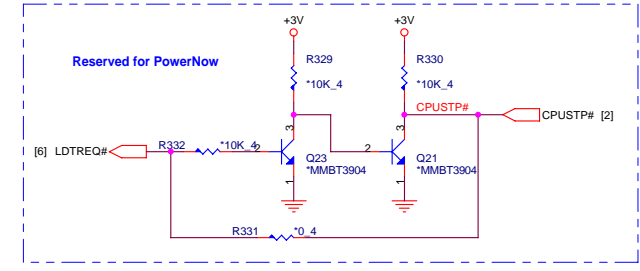 +3V +3V
Reserved for PowerNow
R329 R330
*10K_4 *10K_4
CPUSTP# CPUSTP# [2]
3 3
[6] LDTREQ# R332 *10K_4 2 2
Q23 Q21
*MMBT3904 *MMBT3904
1 1
R331 *0_4